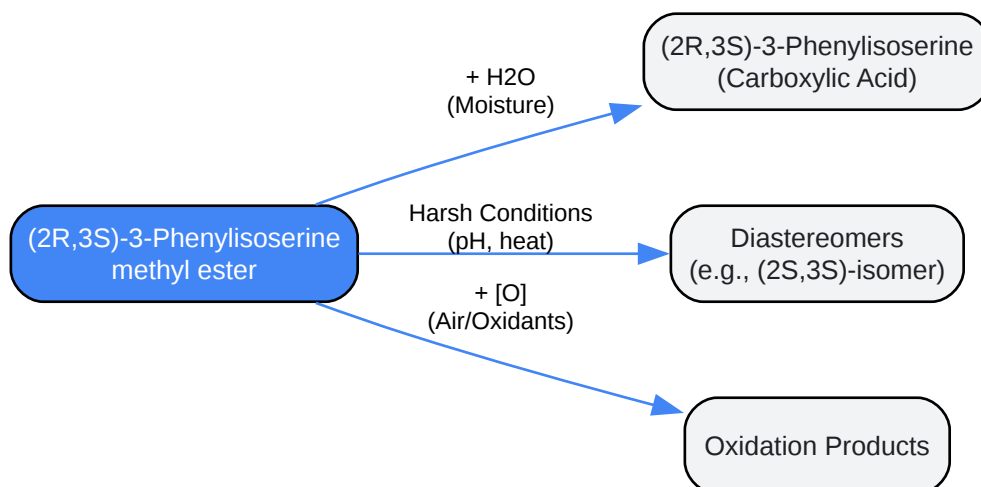 (2R,3S)-3-Phenylisoserine
(Carboxylic Acid)
+ H2O
(Moisture)
(2R,3S)-3-Phenylisoserine
methyl ester
Harsh Conditions
(pH, heat)
Diastereomers
(e.g., (2S,3S)-isomer)
+ [O]
(Air/Oxidants)
Oxidation Products